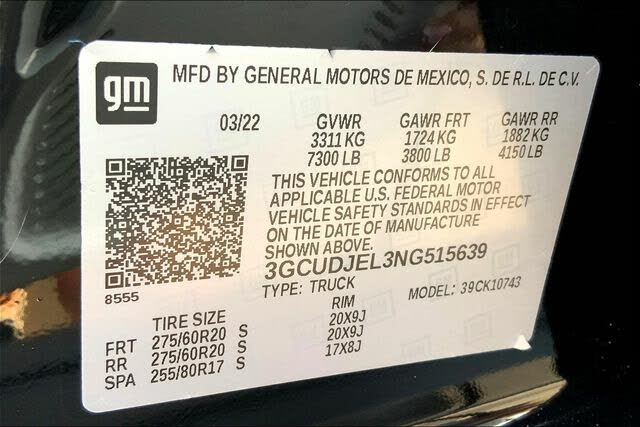 gm
MFD BY GENERAL MOTORS DE MEXICO, S. DE R.L. DE C.V.
03/22 GVWR GAWR FRT GAWR RR
3311 KG 1724 KG 1882 KG
7300 LB 3800 LB 4150 LB
THIS VEHICLE CONFORMS TO ALL
APPLICABLE U.S. FEDERAL MOTOR
VEHICLE SAFETY STANDARDS IN EFFECT
ON THE DATE OF MANUFACTURE
SHOWN ABOVE.
3GCUDJEL3NG515639
8555
TYPE: TRUCK MODEL: 39CK10743
TIRE SIZE RIM
FRT 275/60R20 S 20X9J
RR 275/60R20 S 20X9J
SPA 255/80R17 S 17X8J